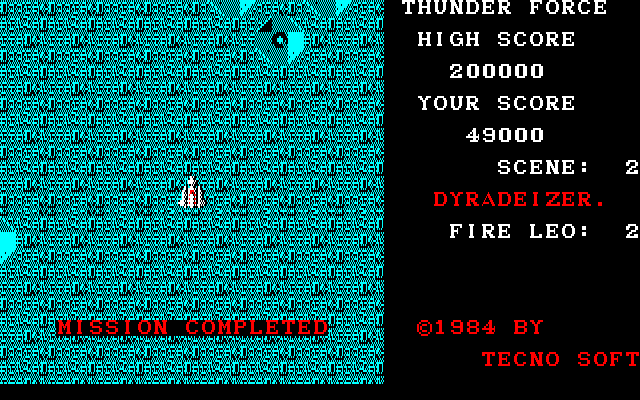 THUNDER FORCE
HIGH SCORE
200000
YOUR SCORE
49000
SCENE: 2
DYRADEIZER.
FIRE LEO: 2
MISSION COMPLETED
©1984 BY
TECNO SOFT